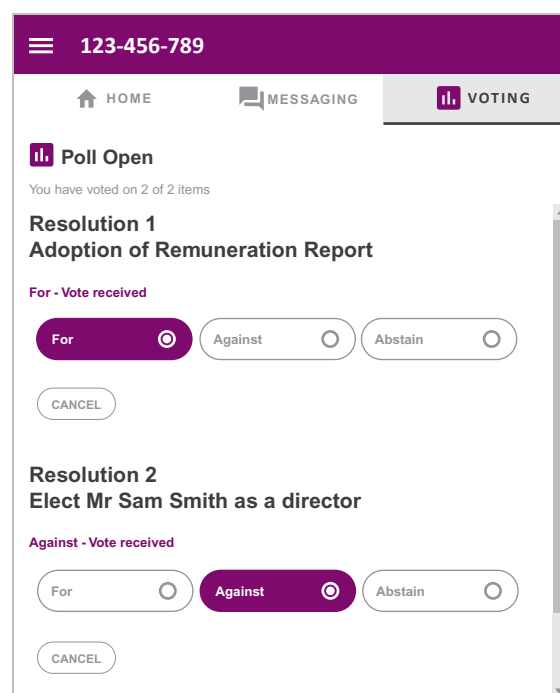 123-456-789
HOME
MESSAGING
VOTING
Poll Open
You have voted on 2 of 2 items
Resolution 1
Adoption of Remuneration Report
For - Vote received
For
Against
Abstain
CANCEL
Resolution 2
Elect Mr Sam Smith as a director
Against - Vote received
For
Against
Abstain
CANCEL